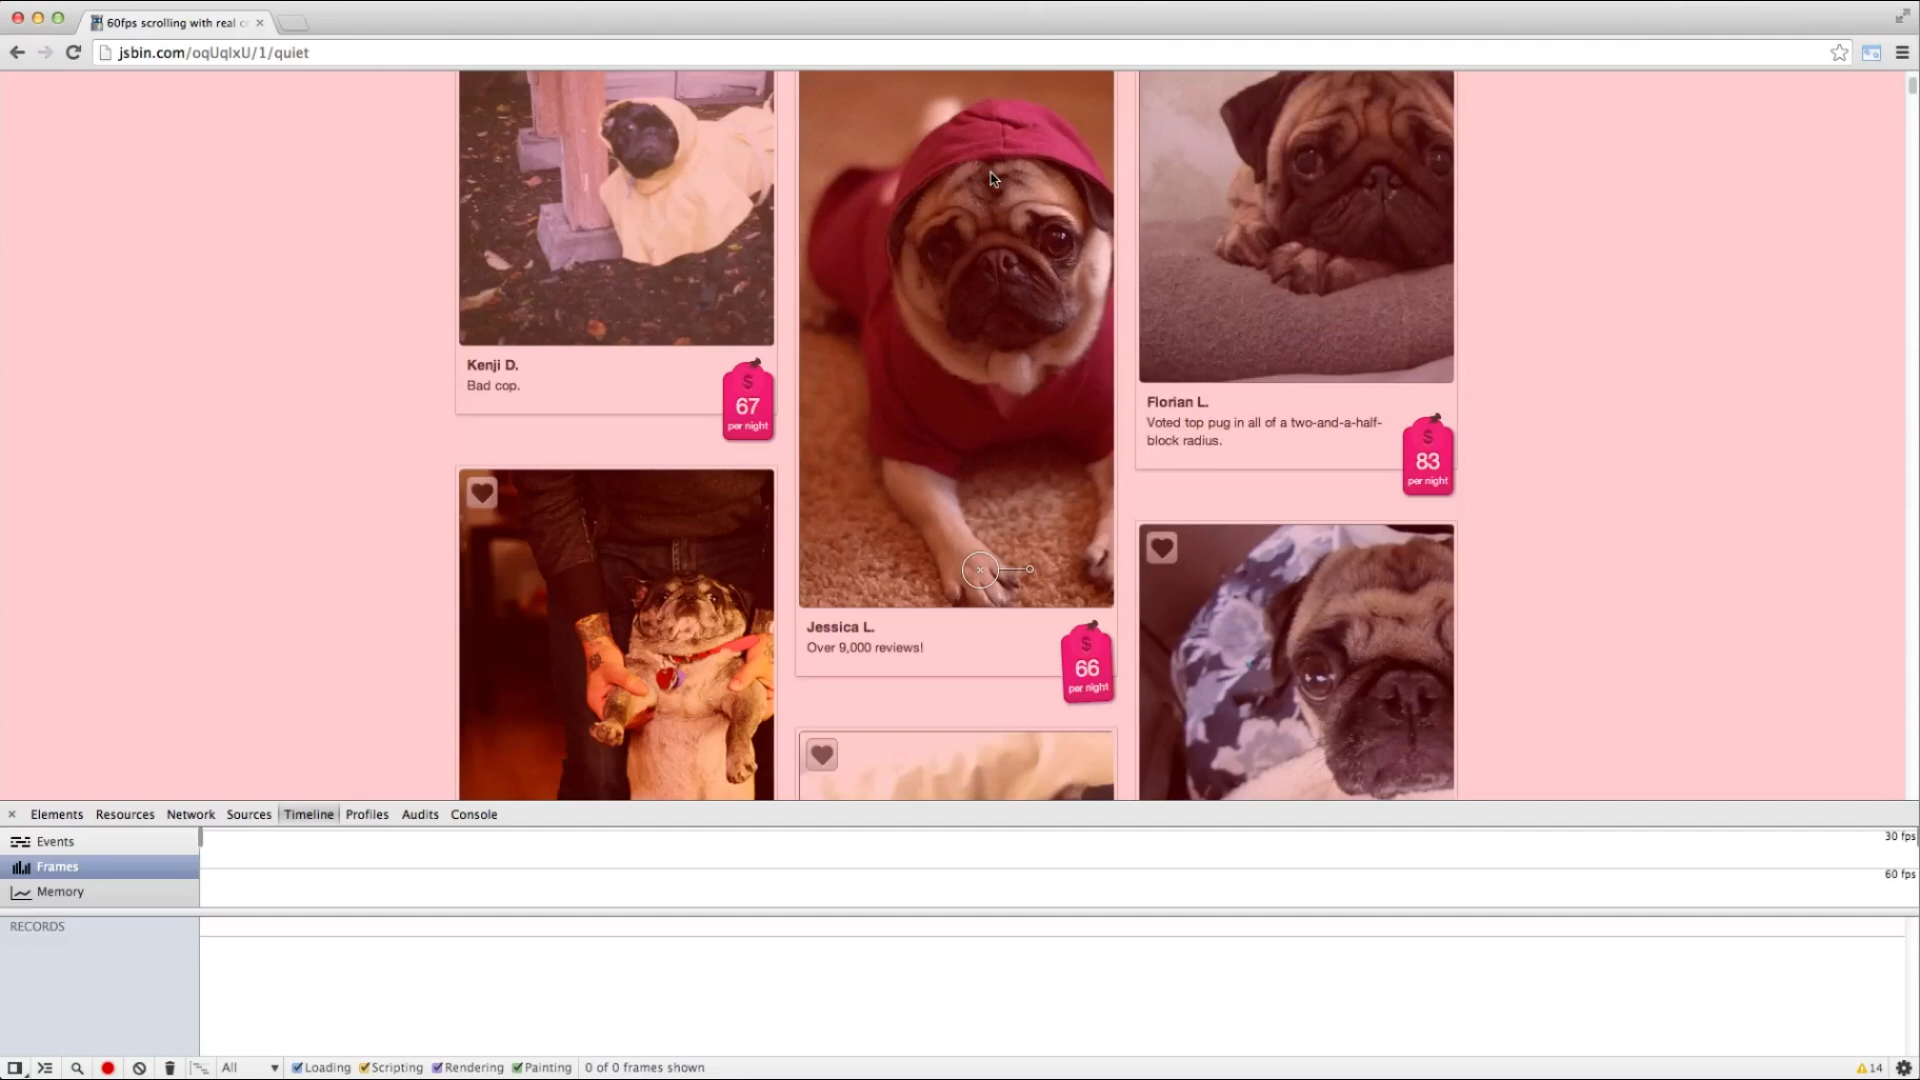 60fps scrolling with real c
jsbin.com/oqUqIxU/1/quiet
Kenji D.
Bad cop.
$
67
per night
Jessica L.
Over 9,000 reviews!
$
66
per night
Florian L.
Voted top pug in all of a two-and-a-half-
block radius.
$
83
per night
Elements Resources Network Sources Timeline Profiles Audits Console
Events
Frames
Memory
30 fps
60 fps
RECORDS
All
Loading Scripting Rendering Painting 0 of 0 frames shown
14